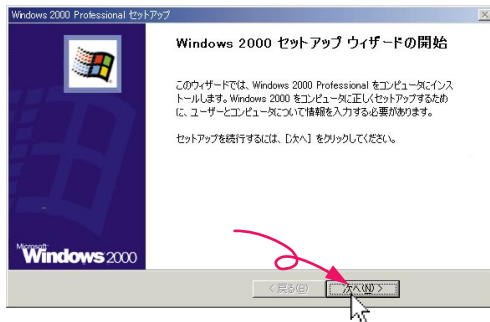 Windows 2000 Professional セットアップ
Windows 2000 セットアップ ウィザードの開始
このウィザードでは、Windows 2000 Professional をコンピュータにインス
トールします。Windows 2000 をコンピュータに正しくセットアップするため
に、ユーザーとコンピュータについて情報を入力する必要があります。
セットアップを続行するには、[次へ] をクリックしてください。
Microsoft
Windows 2000
< 戻る(B)
次へ(N) >